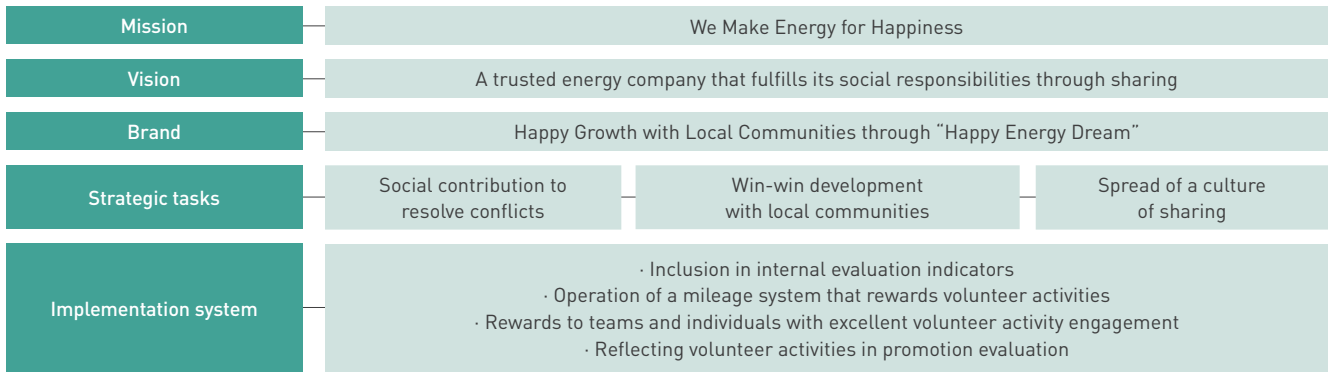 Mission
We Make Energy for Happiness
Vision
A trusted energy company that fulfills its social responsibilities through sharing
Brand
Happy Growth with Local Communities through “Happy Energy Dream”
Strategic tasks
Social contribution to
resolve conflicts
Win-win development
with local communities
Spread of a culture
of sharing
Implementation system
· Inclusion in internal evaluation indicators
· Operation of a mileage system that rewards volunteer activities
· Rewards to teams and individuals with excellent volunteer activity engagement
· Reflecting volunteer activities in promotion evaluation